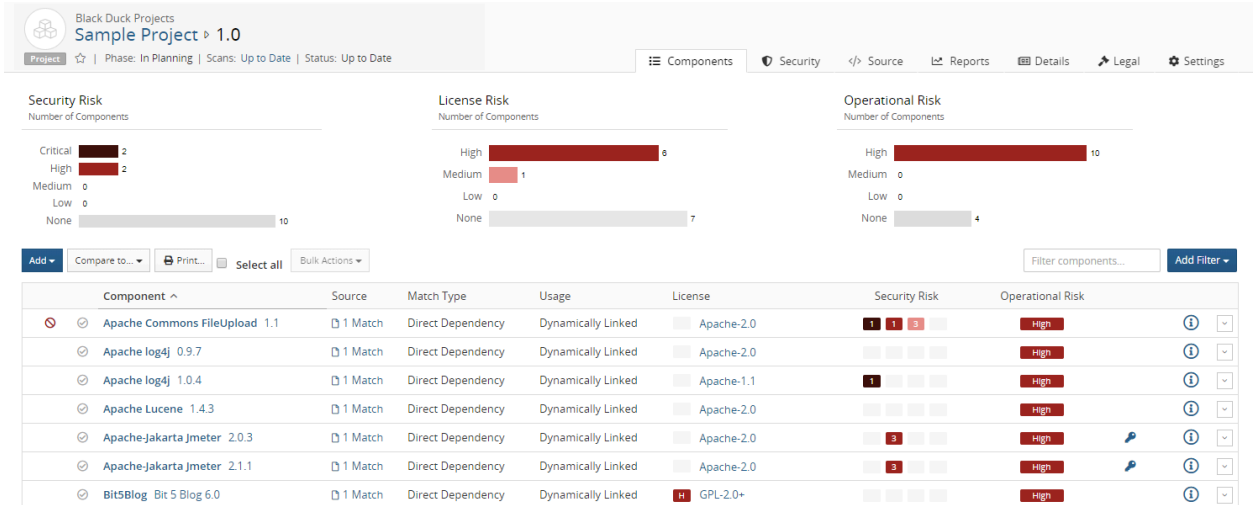 Black Duck Projects
Sample Project 1.0
Project | Phase: In Planning | Scans: Up to Date | Status: Up to Date
Components Security </> Source Reports Details Legal Settings
Security Risk
Number of Components
Critical 2
High 2
Medium 0
Low 0
None 10
License Risk
Number of Components
High 6
Medium 1
Low 0
None 7
Operational Risk
Number of Components
High 10
Medium 0
Low 0
None 4
Add Compare to... Print... Select all Bulk Actions Filter components... Add Filter
Component Source Match Type Usage License Security Risk Operational Risk
Apache Commons FileUpload 1.1 1 Match Direct Dependency Dynamically Linked Apache-2.0 1 1 3 High
Apache log4j 0.9.7 1 Match Direct Dependency Dynamically Linked Apache-2.0 High
Apache log4j 1.0.4 1 Match Direct Dependency Dynamically Linked Apache-1.1 1 High
Apache Lucene 1.4.3 1 Match Direct Dependency Dynamically Linked Apache-2.0 High
Apache-Jakarta Jmeter 2.0.3 1 Match Direct Dependency Dynamically Linked Apache-2.0 3 High
Apache-Jakarta Jmeter 2.1.1 1 Match Direct Dependency Dynamically Linked Apache-2.0 3 High
Bit5Blog Bit 5 Blog 6.0 1 Match Direct Dependency Dynamically Linked H GPL-2.0+ High